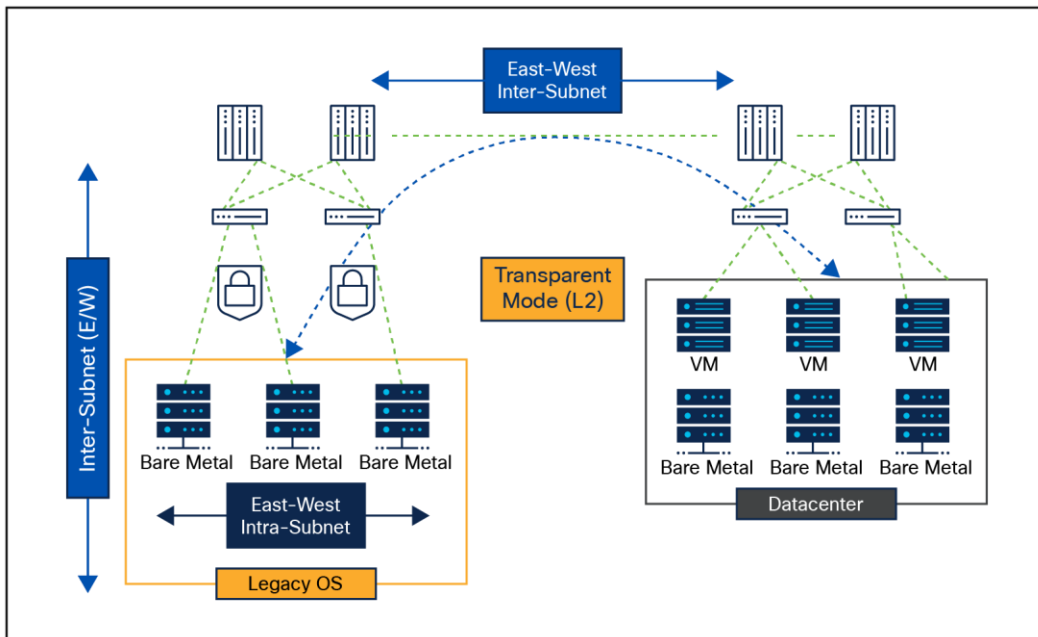 East-West
Inter-Subnet
Inter-Subnet (E/W)
Transparent
Mode (L2)
VM
VM
VM
Bare Metal
Bare Metal
Bare Metal
Bare Metal
Bare Metal
Bare Metal
East-West
Intra-Subnet
Datacenter
Legacy OS